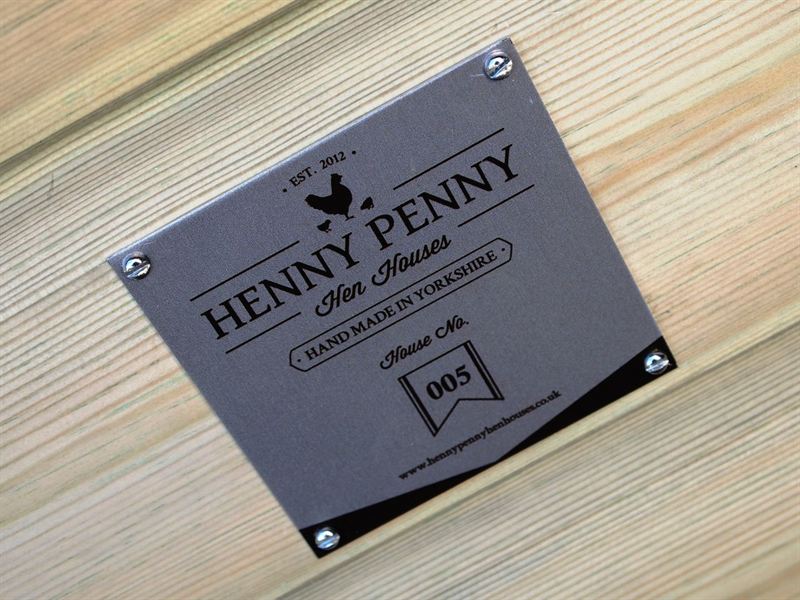 · EST. 2012 ·
HENNY PENNY
Hen Houses
· HAND MADE IN YORKSHIRE ·
House No.
005
www.hennypennyhenhouses.co.uk